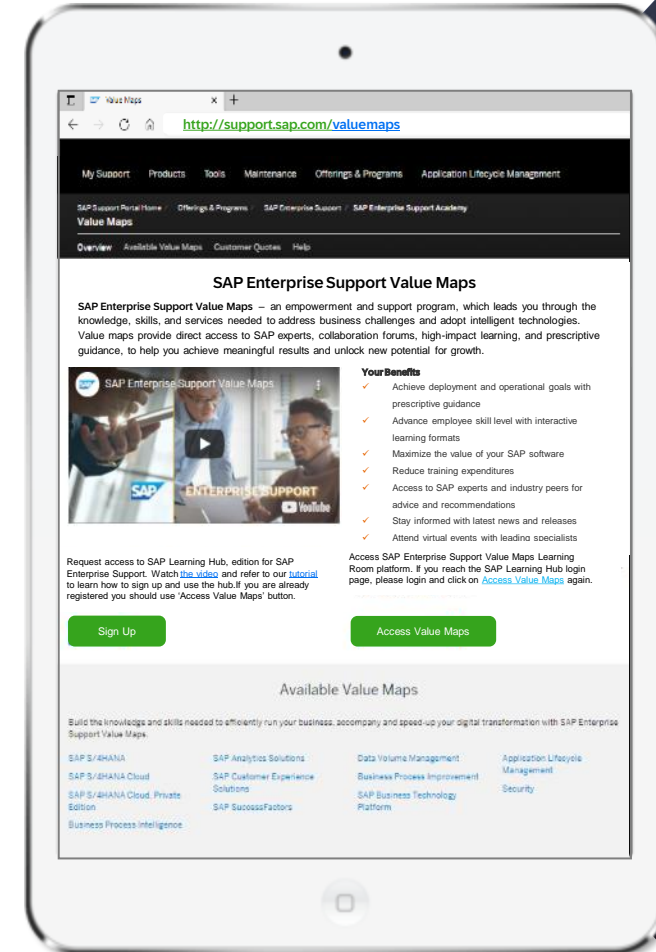 Value Maps
http://support.sap.com/valuemaps
My Support Products Tools Maintenance Offerings & Programs Application Lifecycle Management
SAP Support Portal Home / Offerings & Programs / SAP Enterprise Support / SAP Enterprise Support Academy
Value Maps
Overview Available Value Maps Customer Quotes Help
SAP Enterprise Support Value Maps
SAP Enterprise Support Value Maps – an empowerment and support program, which leads you through the
knowledge, skills, and services needed to address business challenges and adopt intelligent technologies.
Value maps provide direct access to SAP experts, collaboration forums, high-impact learning, and prescriptive
guidance, to help you achieve meaningful results and unlock new potential for growth.
SAP Enterprise Support Value Maps
SAP
ENTERPRISE SUPPORT
YouTube
Your Benefits
✓ Achieve deployment and operational goals with
prescriptive guidance
✓ Advance employee skill level with interactive
learning formats
✓ Maximize the value of your SAP software
✓ Reduce training expenditures
✓ Access to SAP experts and industry peers for
advice and recommendations
✓ Stay informed with latest news and releases
✓ Attend virtual events with leading specialists
Request access to SAP Learning Hub, edition for SAP
Enterprise Support. Watch the video and refer to our tutorial
to learn how to sign up and use the hub.If you are already
registered you should use ‘Access Value Maps’ button.
Sign Up
Access SAP Enterprise Support Value Maps Learning
Room platform. If you reach the SAP Learning Hub login
page, please login and click on Access Value Maps again.
Access Value Maps
Available Value Maps
Build the knowledge and skills needed to efficiently run your business, accompany and speed-up your digital transformation with SAP Enterprise
Support Value Maps.
SAP S/4HANA
SAP S/4HANA Cloud
SAP S/4HANA Cloud, Private
Edition
Business Process Intelligence
SAP Analytics Solutions
SAP Customer Experience
Solutions
SAP SuccessFactors
Data Volume Management
Business Process Improvement
SAP Business Technology
Platform
Application Lifecycle
Management
Security